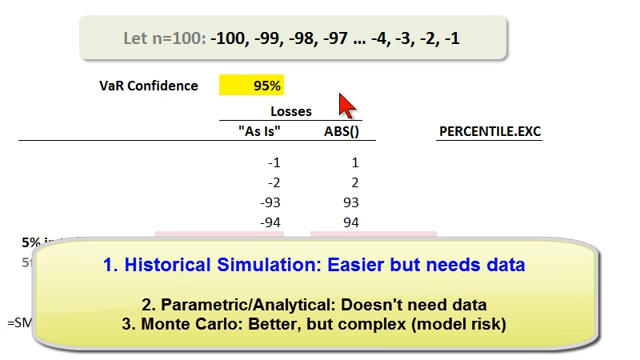 Let n=100: -100, -99, -98, -97 ... -4, -3, -2, -1
VaR Confidence 95%
Losses
"As Is" ABS() PERCENTILE.EXC
-1 1
-2 2
-93 93
-94 94
5%
1. Historical Simulation: Easier but needs data
2. Parametric/Analytical: Doesn't need data
=SM
3. Monte Carlo: Better, but complex (model risk)